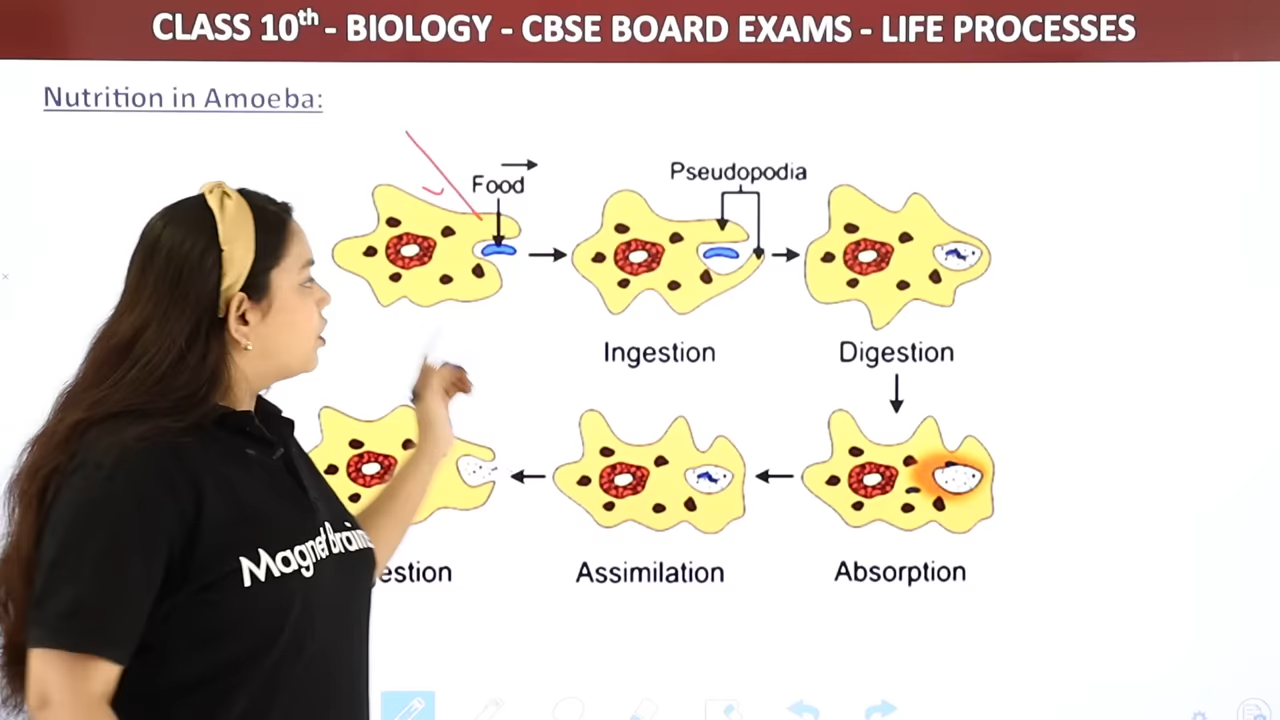 CLASS 10th - BIOLOGY - CBSE BOARD EXAMS - LIFE PROCESSES
Nutrition in Amoeba:
Food
Pseudopodia
Ingestion
Digestion
estion
Assimilation
Absorption
Magnet Brain